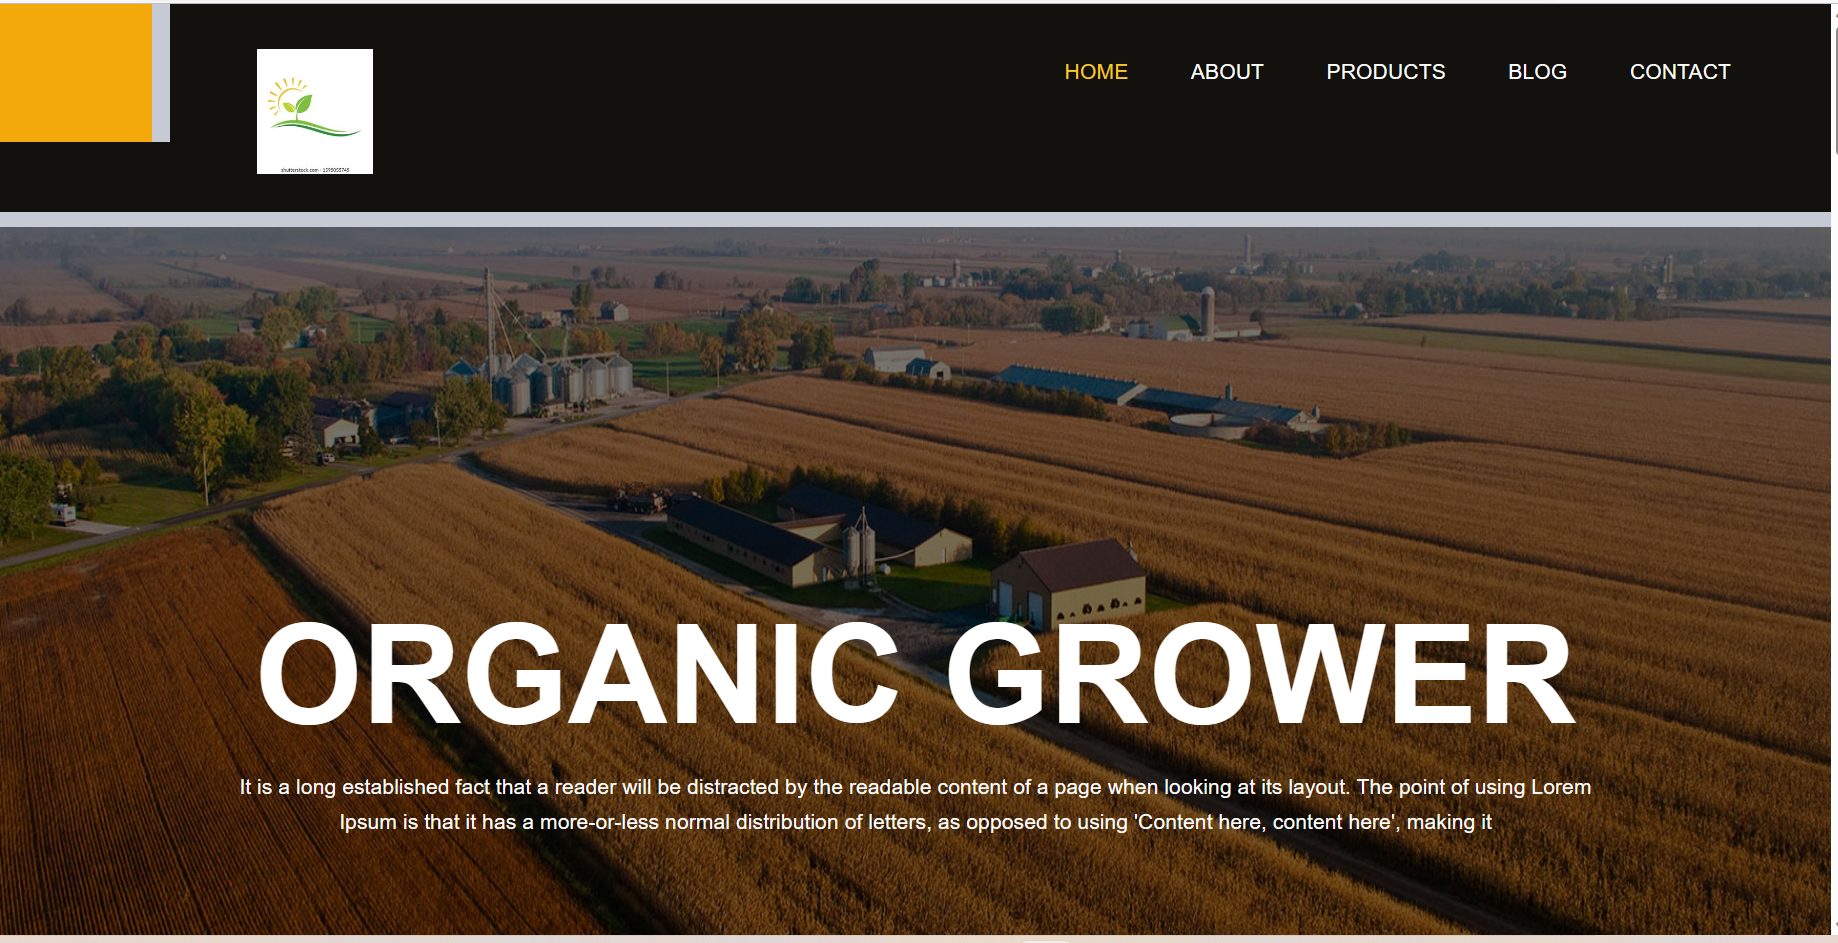 HOME ABOUT PRODUCTS BLOG CONTACT
shutterstock.com · 1395055745
ORGANIC GROWER
It is a long established fact that a reader will be distracted by the readable content of a page when looking at its layout. The point of using Lorem
Ipsum is that it has a more-or-less normal distribution of letters, as opposed to using 'Content here, content here', making it